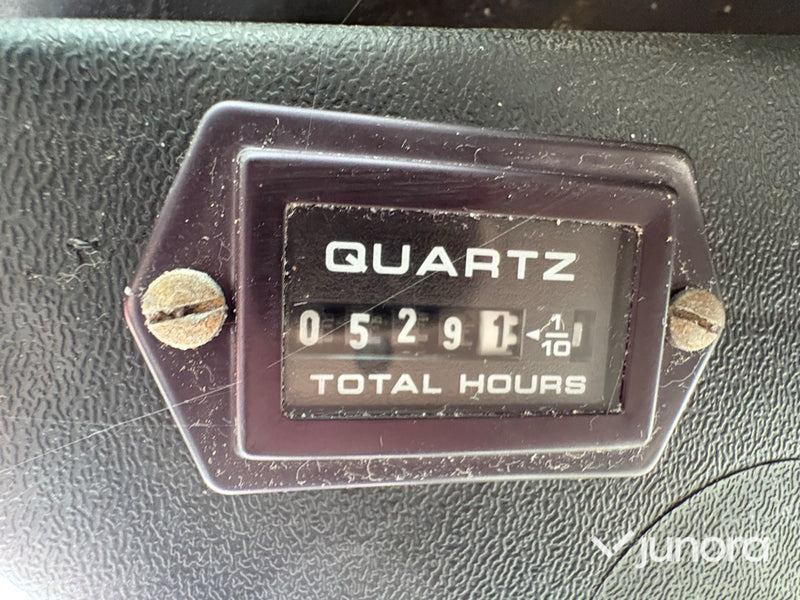 QUARTZ
0 5 2 9 1 ◄ 1/10
TOTAL HOURS
junora